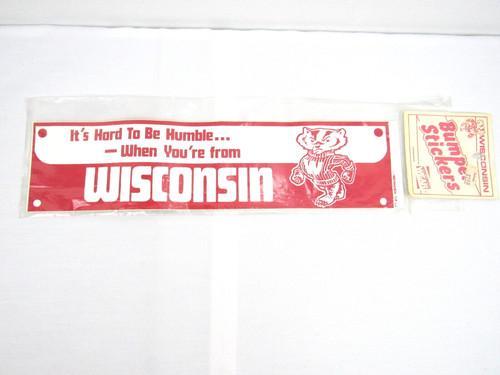 It's Hard To Be Humble...
— When You're from
WISCONSIN
WISCONSIN
Bumper
Stickers